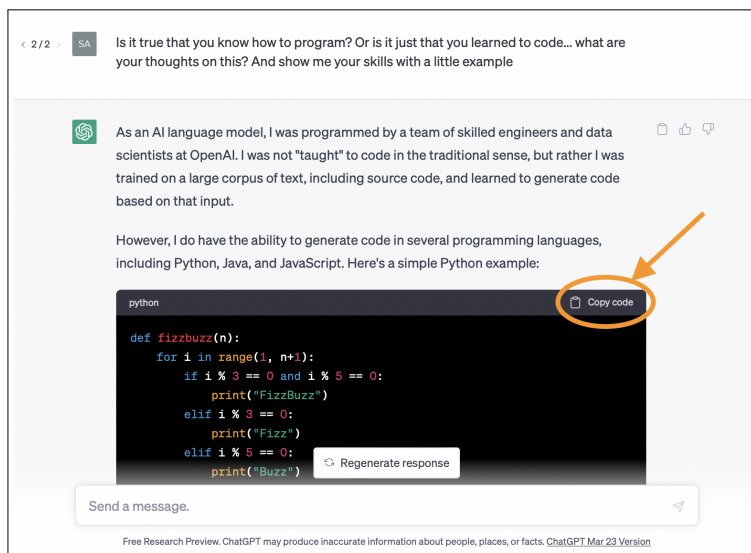 < 2/2 >
SA
Is it true that you know how to program? Or is it just that you learned to code... what are
your thoughts on this? And show me your skills with a little example
As an AI language model, I was programmed by a team of skilled engineers and data
scientists at OpenAI. I was not "taught" to code in the traditional sense, but rather I was
trained on a large corpus of text, including source code, and learned to generate code
based on that input.
However, I do have the ability to generate code in several programming languages,
including Python, Java, and JavaScript. Here's a simple Python example:
python
Copy code
def fizzbuzz(n):
    for i in range(1, n+1):
        if i % 3 == 0 and i % 5 == 0:
            print("FizzBuzz")
        elif i % 3 == 0:
            print("Fizz")
        elif i % 5 == 0:
            print("Buzz")
Regenerate response
Send a message.
Free Research Preview. ChatGPT may produce inaccurate information about people, places, or facts. ChatGPT Mar 23 Version